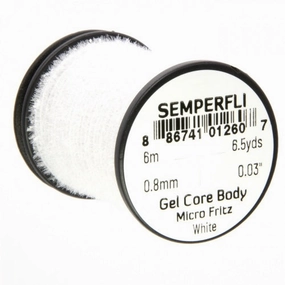 SEMPERFLI
8 86741 01260 7
6m 6.5yds
0.8mm 0.03"
Gel Core Body
Micro Fritz
White